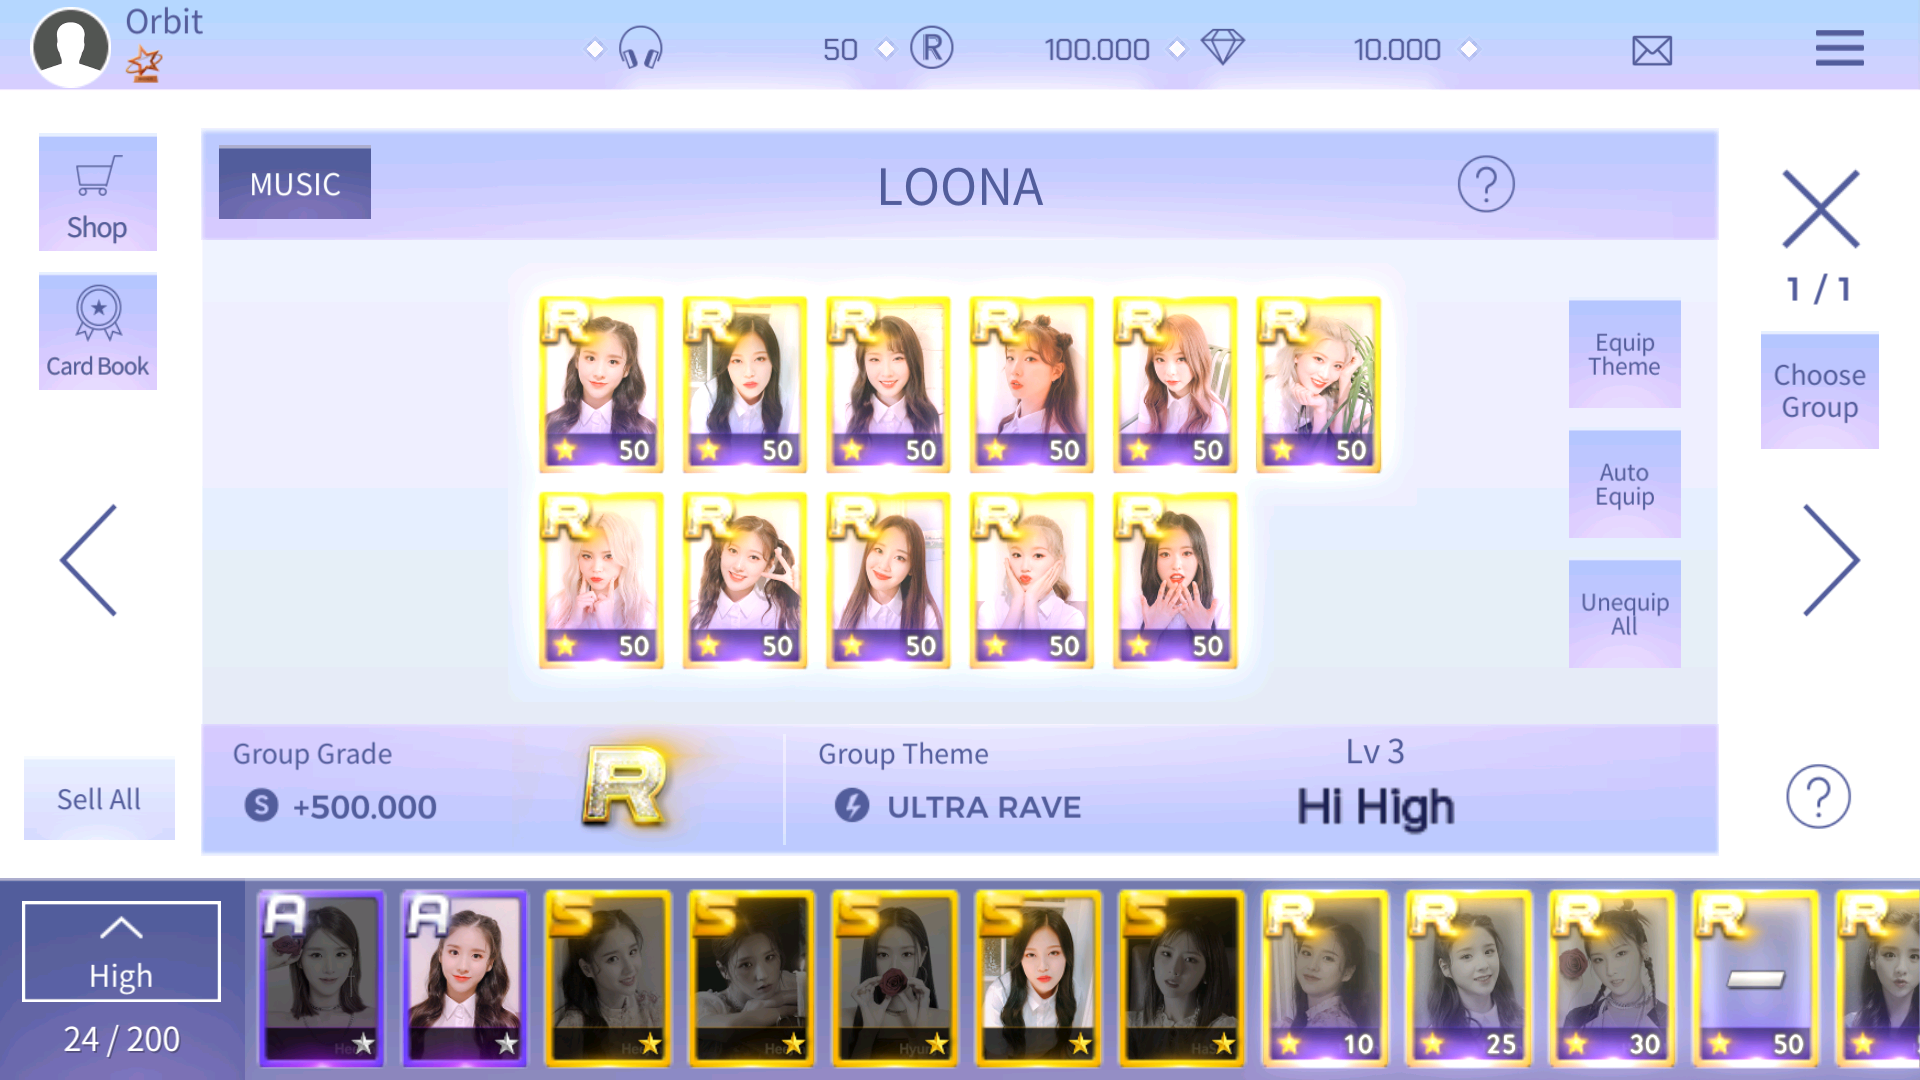 Orbit
50
R
100.000
10.000
Shop
MUSIC
LOONA
?
1 / 1
Card Book
R
R
R
R
R
R
50
50
50
50
50
50
Equip
Theme
Choose
Group
Auto
Equip
R
R
R
R
R
50
50
50
50
50
Unequip
All
Group Grade
S +500.000
R
Group Theme
ULTRA RAVE
Lv 3
Hi High
Sell All
?
High
24 / 200
A
A
S
S
S
S
S
R
R
R
R
R
10
25
30
50